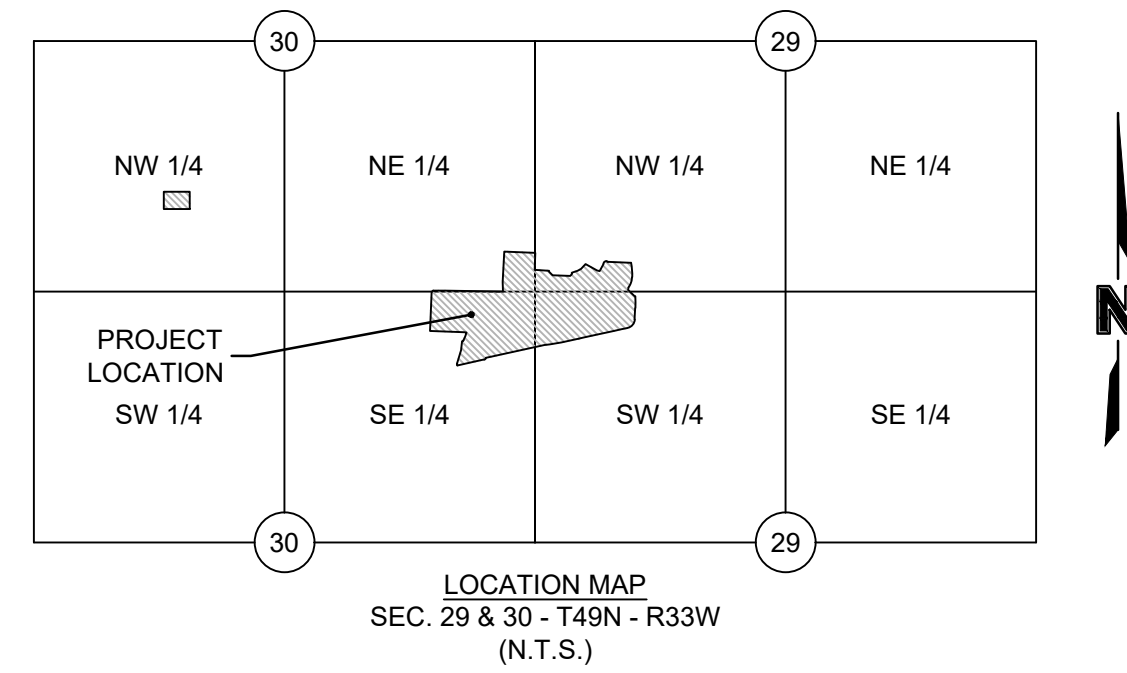 30
29
NW 1/4
NE 1/4
NW 1/4
NE 1/4
PROJECT
LOCATION
SW 1/4
SE 1/4
SW 1/4
SE 1/4
30
29
N
LOCATION MAP
SEC. 29 & 30 - T49N - R33W
(N.T.S.)